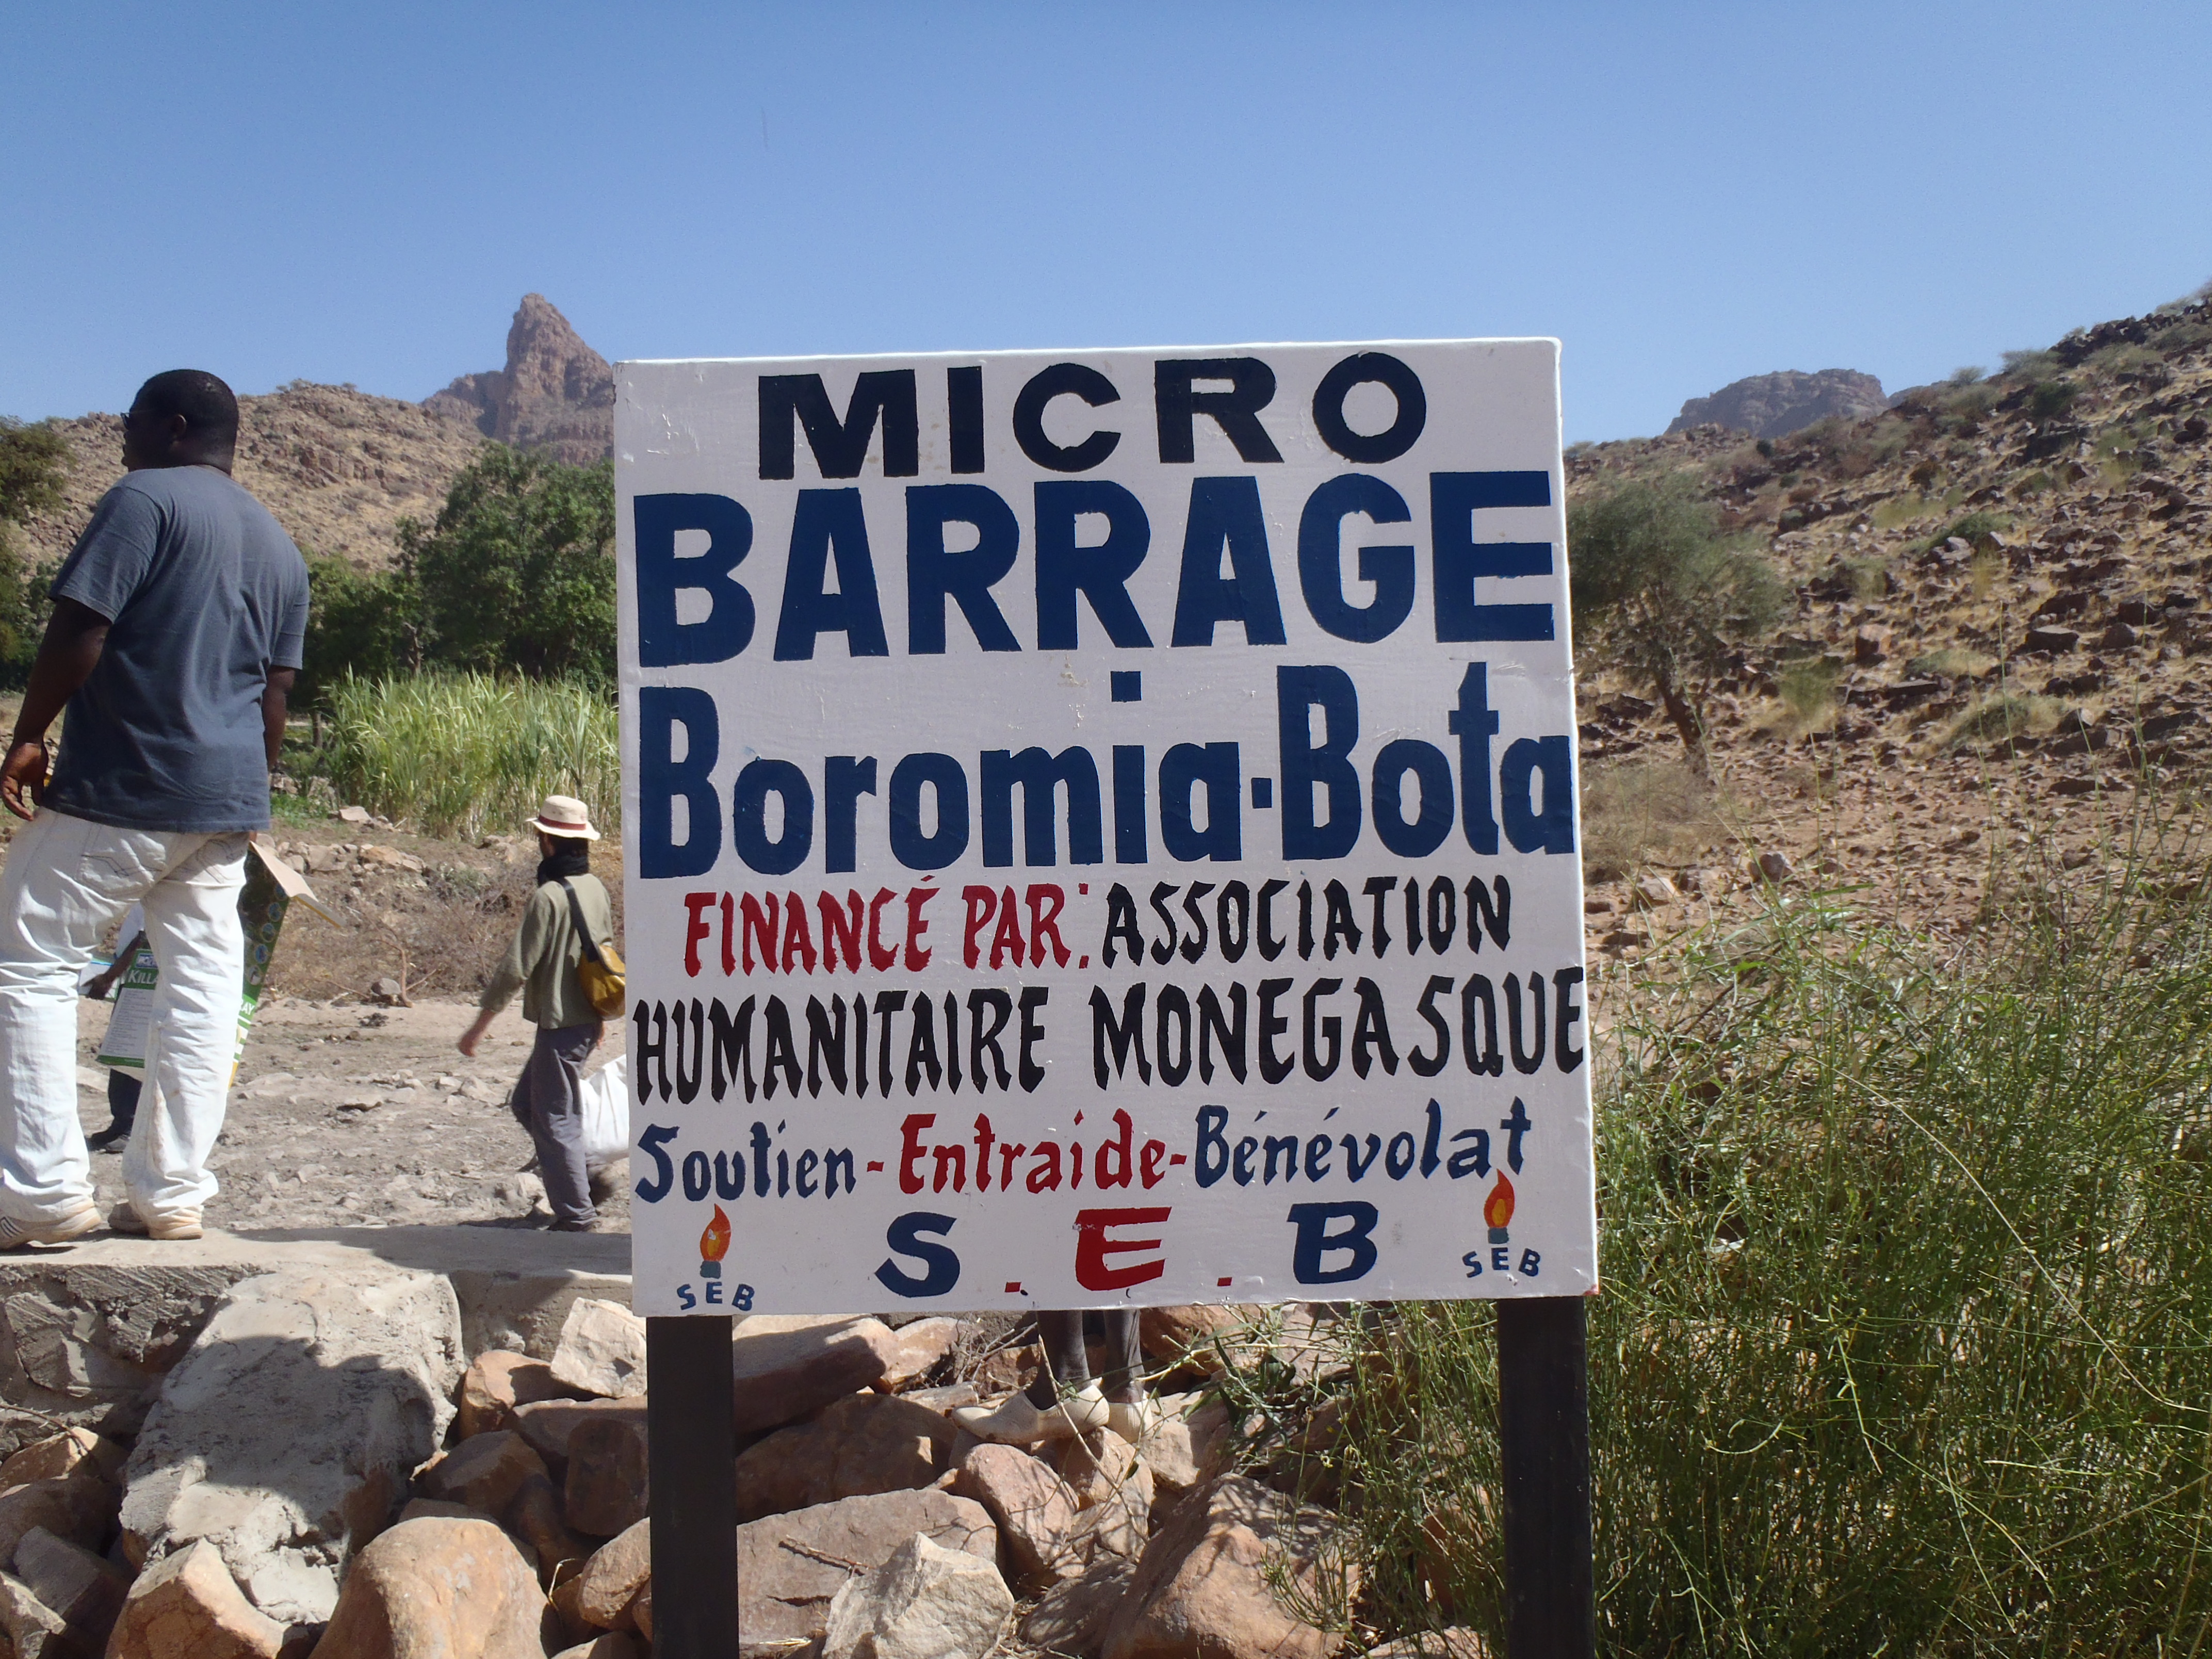 MICRO
BARRAGE
Boromia-Bota
FINANCÉ PAR: ASSOCIATION
HUMANITAIRE MONEGASQUE
Soutien-Entraide-Bénévolat
S.E.B
SEB
SEB